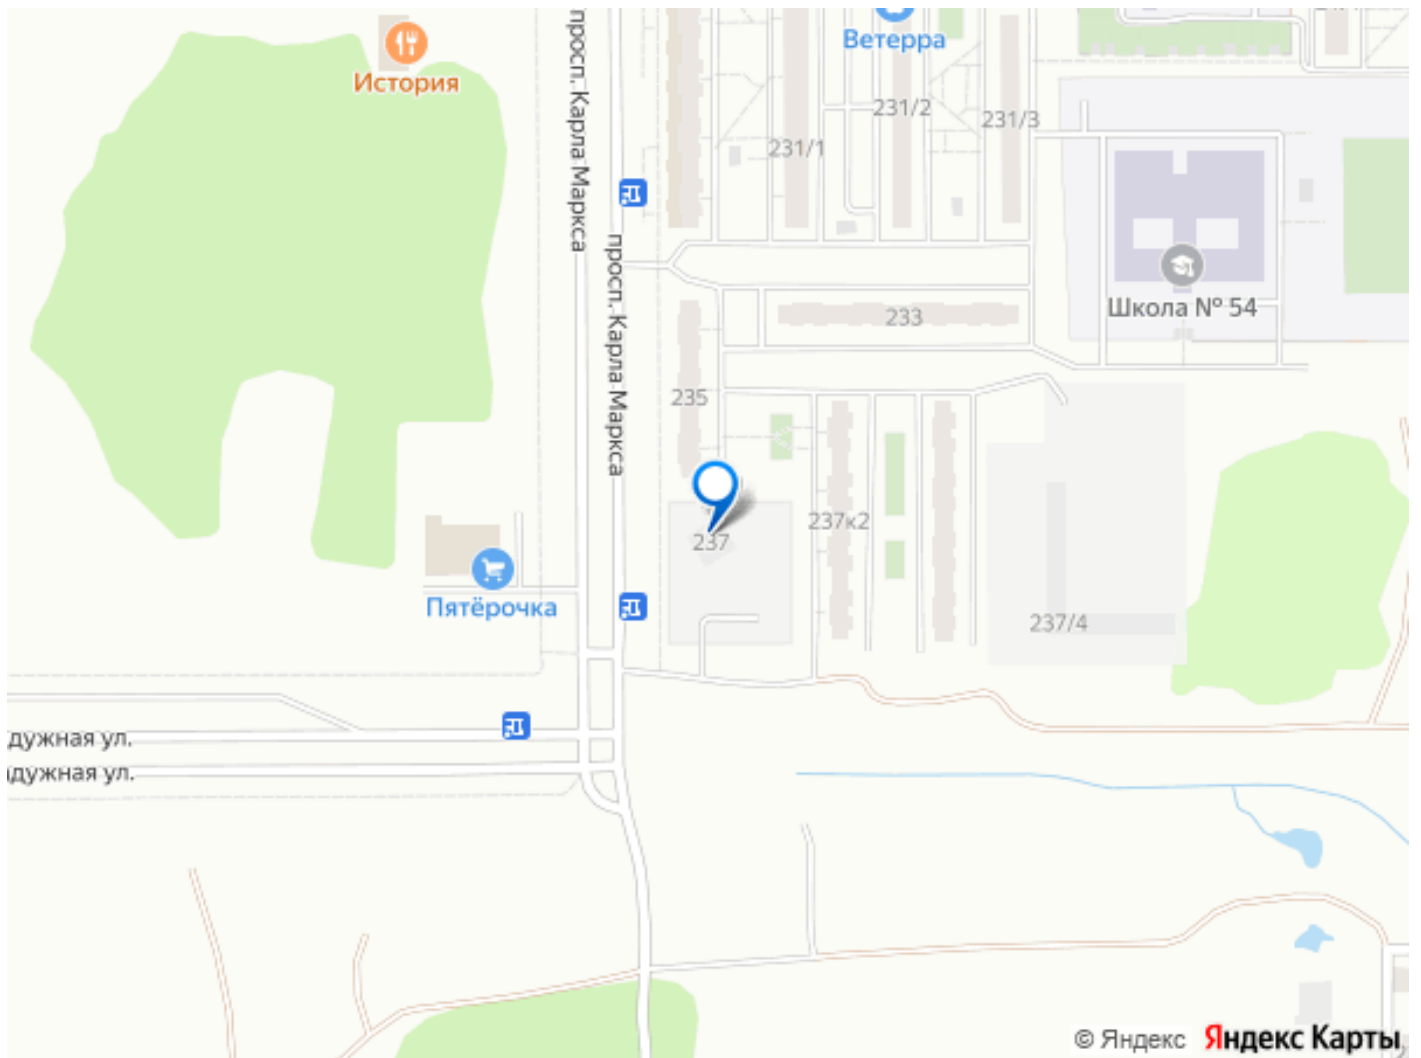 Ветерра
История
просп. Карла Маркса
231/2
231/3
231/1
просп. Карла Маркса
Школа № 54
233
235
237к2
237
Пятёрочка
237/4
дужная ул.
дужная ул.
© Яндекс Яндекс Карты